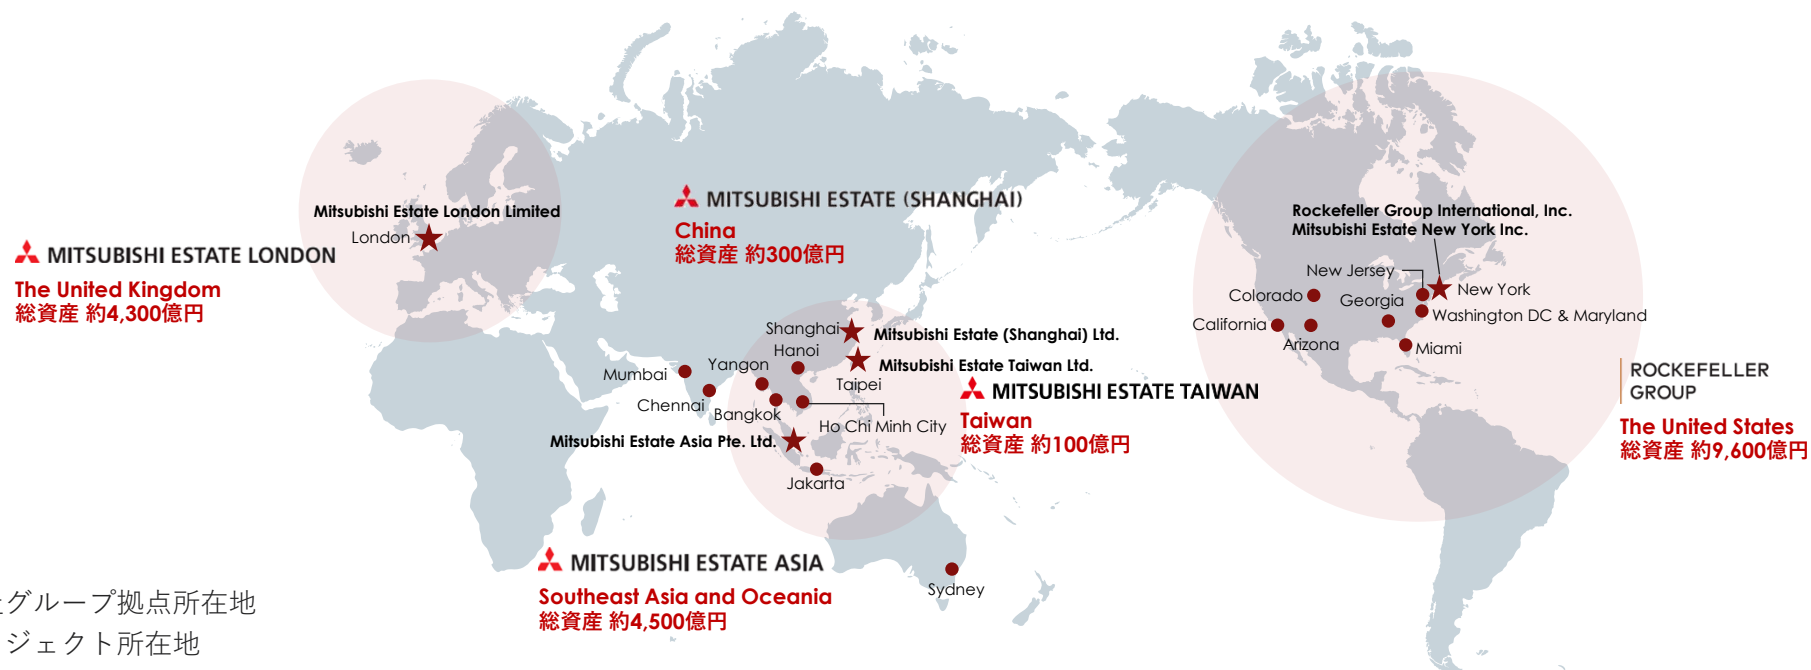 Mitsubishi Estate London Limited
London
MITSUBISHI ESTATE LONDON
The United Kingdom
総資産 約4,300億円
MITSUBISHI ESTATE (SHANGHAI)
China
総資産 約300億円
Shanghai
Mitsubishi Estate (Shanghai) Ltd.
Hanoi
Mitsubishi Estate Taiwan Ltd.
Yangon
Taipei
Mumbai
Chennai
Bangkok
Ho Chi Minh City
MITSUBISHI ESTATE TAIWAN
Taiwan
総資産 約100億円
Mitsubishi Estate Asia Pte. Ltd.
Jakarta
MITSUBISHI ESTATE ASIA
Southeast Asia and Oceania
総資産 約4,500億円
Sydney
Rockefeller Group International, Inc.
Mitsubishi Estate New York Inc.
New Jersey
New York
Colorado
Georgia
Washington DC & Maryland
California
Arizona
Miami
ROCKEFELLER
GROUP
The United States
総資産 約9,600億円
グループ拠点所在地
ジェクト所在地